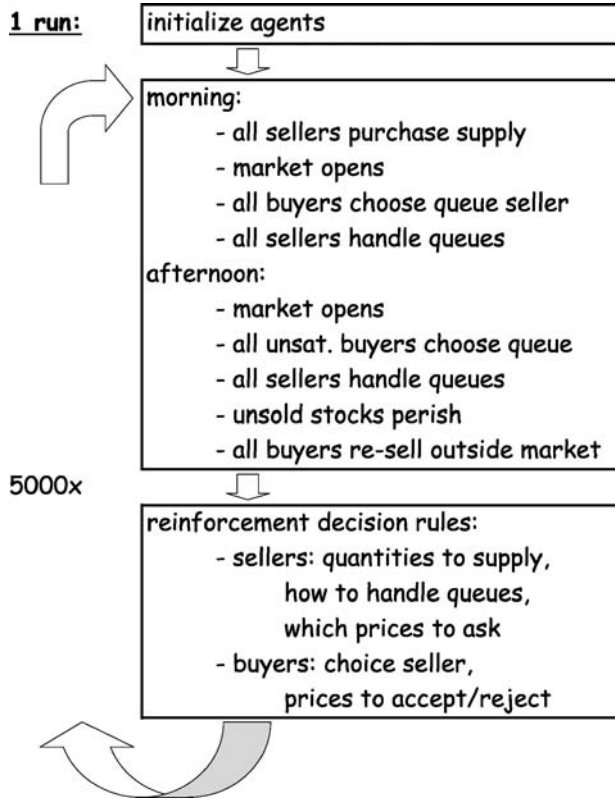 1 run:
initialize agents
morning:
- all sellers purchase supply
- market opens
- all buyers choose queue seller
- all sellers handle queues
afternoon:
- market opens
- all unsat. buyers choose queue
- all sellers handle queues
- unsold stocks perish
- all buyers re-sell outside market
5000x
reinforcement decision rules:
- sellers: quantities to supply,
how to handle queues,
which prices to ask
- buyers: choice seller,
prices to accept/reject